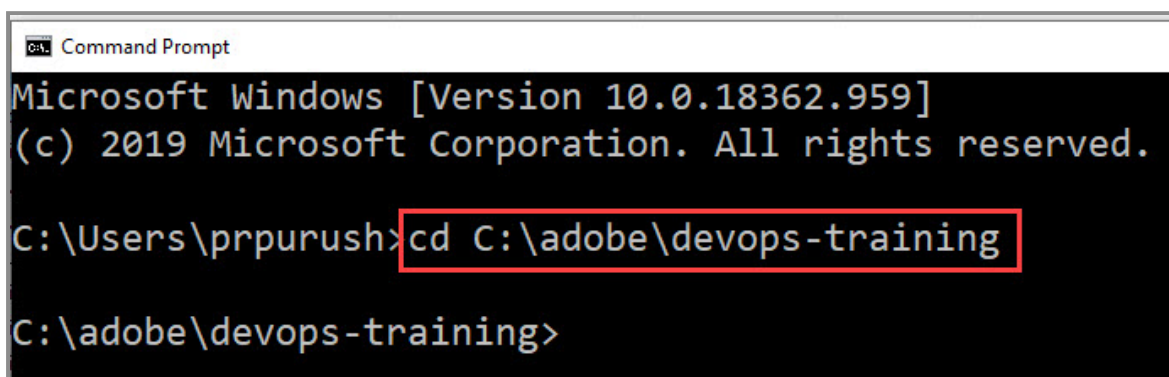 Command Prompt
Microsoft Windows [Version 10.0.18362.959]
(c) 2019 Microsoft Corporation. All rights reserved.
C:\Users\prpurush>cd C:\adobe\devops-training
C:\adobe\devops-training>